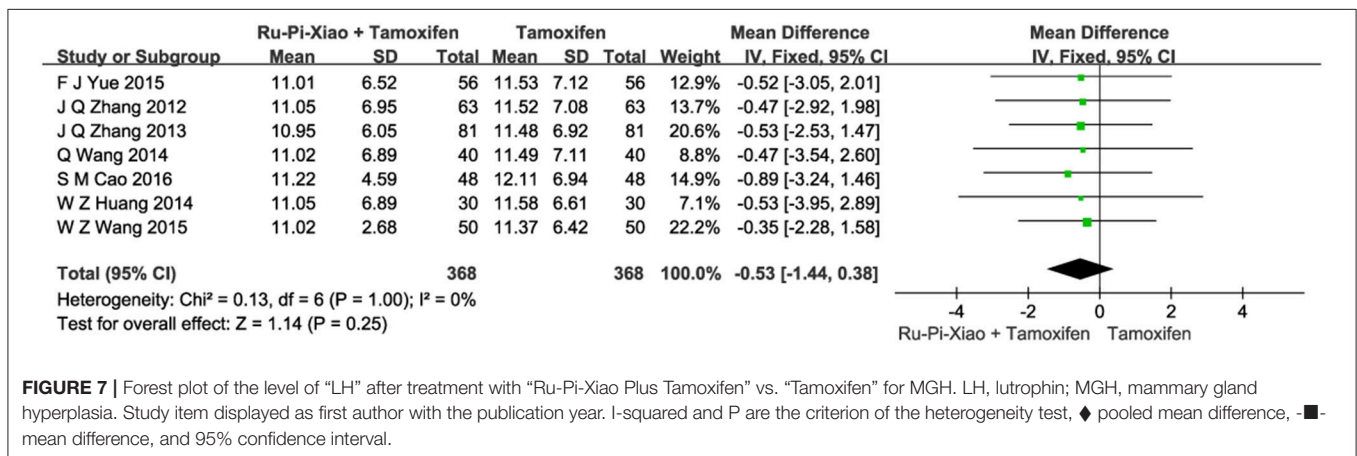 Ru-Pi-Xiao + Tamoxifen Tamoxifen Mean Difference Mean Difference
Study or Subgroup Mean SD Total Mean SD Total Weight IV, Fixed, 95% CI IV, Fixed, 95% CI
F J Yue 2015 11.01 6.52 56 11.53 7.12 56 12.9% -0.52 [-3.05, 2.01]
J Q Zhang 2012 11.05 6.95 63 11.52 7.08 63 13.7% -0.47 [-2.92, 1.98]
J Q Zhang 2013 10.95 6.05 81 11.48 6.92 81 20.6% -0.53 [-2.53, 1.47]
Q Wang 2014 11.02 6.89 40 11.49 7.11 40 8.8% -0.47 [-3.54, 2.60]
S M Cao 2016 11.22 4.59 48 12.11 6.94 48 14.9% -0.89 [-3.24, 1.46]
W Z Huang 2014 11.05 6.89 30 11.58 6.61 30 7.1% -0.53 [-3.95, 2.89]
W Z Wang 2015 11.02 2.68 50 11.37 6.42 50 22.2% -0.35 [-2.28, 1.58]
Total (95% CI) 368 368 100.0% -0.53 [-1.44, 0.38]
Heterogeneity: Chi² = 0.13, df = 6 (P = 1.00); I² = 0%
Test for overall effect: Z = 1.14 (P = 0.25)
-4 -2 0 2 4
Ru-Pi-Xiao + Tamoxifen Tamoxifen
FIGURE 7 | Forest plot of the level of “LH” after treatment with “Ru-Pi-Xiao Plus Tamoxifen” vs. “Tamoxifen” for MGH. LH, lutrophin; MGH, mammary gland
hyperplasia. Study item displayed as first author with the publication year. I-squared and P are the criterion of the heterogeneity test, ♦ pooled mean difference, -■-
mean difference, and 95% confidence interval.